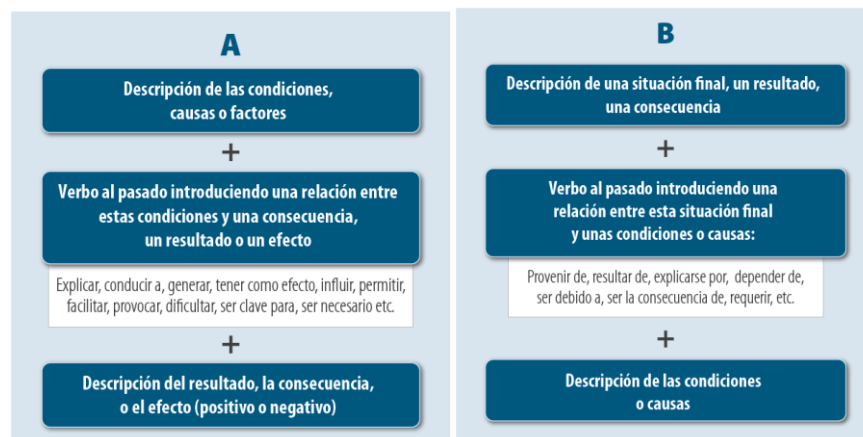 A
Descripción de las condiciones,
causas o factores
+
Verbo al pasado introduciendo una relación entre
estas condiciones y una consecuencia,
un resultado o un efecto
Explicar, conducir a, generar, tener como efecto, influir, permitir,
facilitar, provocar, dificultar, ser clave para, ser necesario etc.
+
Descripción del resultado, la consecuencia,
o el efecto (positivo o negativo)
B
Descripción de una situación final, un resultado,
una consecuencia
+
Verbo al pasado introduciendo una
relación entre esta situación final
y unas condiciones o causas:
Provenir de, resultar de, explicarse por, depender de,
ser debido a, ser la consecuencia de, requerir, etc.
+
Descripción de las condiciones
o causas